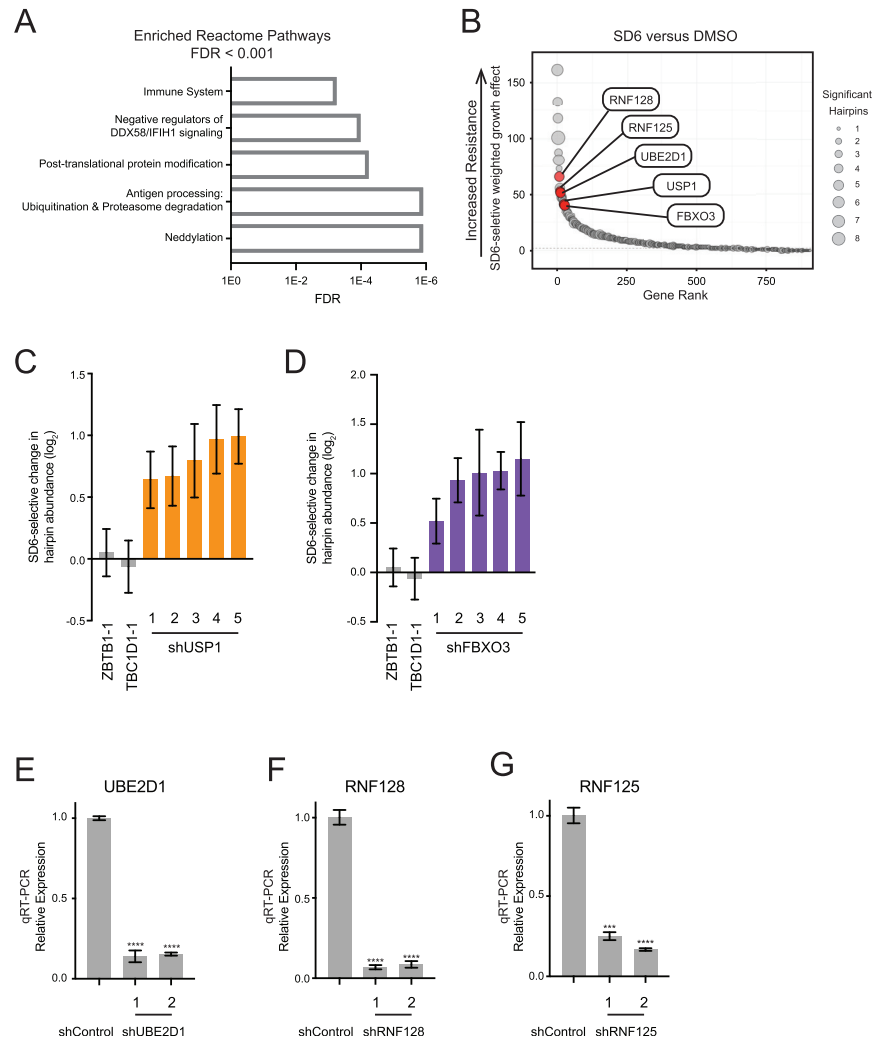 A
Enriched Reactome Pathways
FDR < 0.001
Immune System
Negative regulators of
DDX58/IFIH1 signaling
Post-translational protein modification
Antigen processing:
Ubiquitination & Proteasome degradation
Neddylation
1E0 1E-2 1E-4 1E-6
FDR
B
SD6 versus DMSO
Increased Resistance
SD6-seletive weighted growth effect
150
100
50
0
RNF128
RNF125
UBE2D1
USP1
FBXO3
0 250 500 750
Gene Rank
Significant
Hairpins
1
2
3
4
5
6
7
8
C
SD6-selective change in
hairpin abundance (log2)
1.5
1.0
0.5
0.0
-0.5
ZBTB1-1
TBC1D1-1
1 2 3 4 5
shUSP1
D
SD6-selective change in
hairpin abundance (log2)
2.0
1.5
1.0
0.5
0.0
-0.5
ZBTB1-1
TBC1D1-1
1 2 3 4 5
shFBXO3
E
UBE2D1
qRT-PCR
Relative Expression
1.0
0.5
0.0
**** ****
1 2
shControl shUBE2D1
F
RNF128
qRT-PCR
Relative Expression
1.0
0.5
0.0
**** ****
1 2
shControl shRNF128
G
RNF125
qRT-PCR
Relative Expression
1.0
0.5
0.0
*** ****
1 2
shControl shRNF125